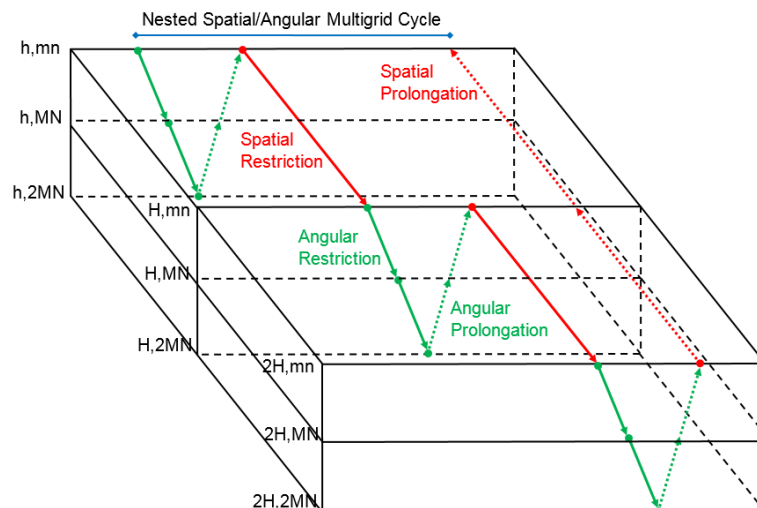 Nested Spatial/Angular Multigrid Cycle
h,mn
Spatial
Prolongation
h,MN
Spatial
Restriction
h,2MN
H,mn
Angular
Restriction
H,MN
Angular
Prolongation
H,2MN
2H,mn
2H,MN
2H.2MN